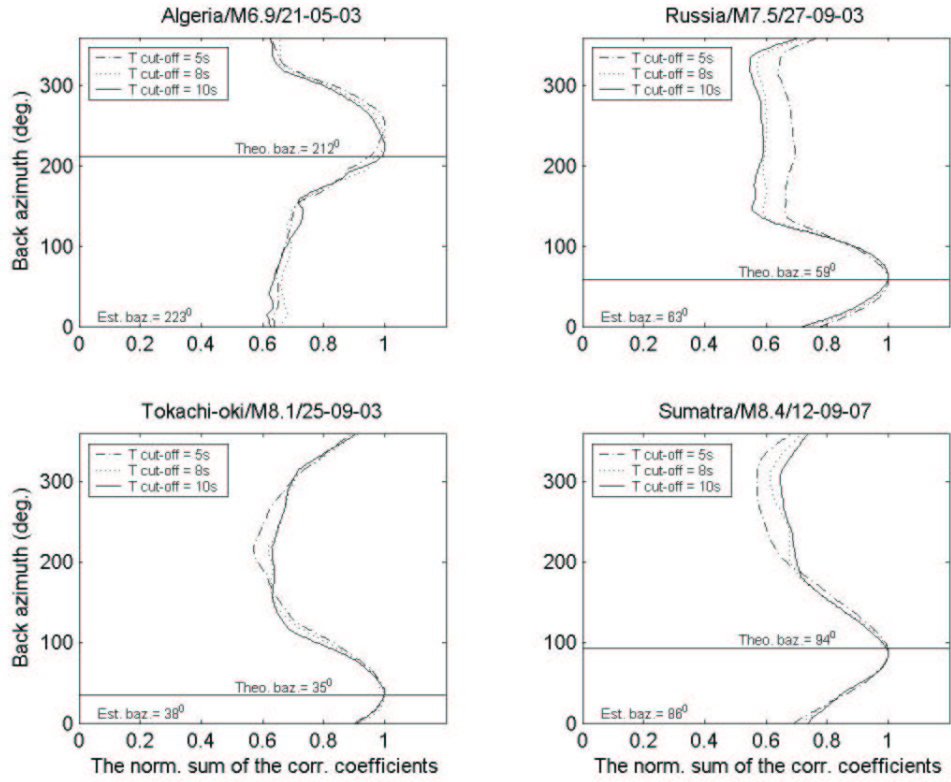 Algeria/M6.9/21-05-03
T cut-off = 5s
T cut-off = 8s
T cut-off = 10s
Theo. baz.= 212⁰
Est. baz.= 223⁰
Back azimuth (deg.)
300
200
100
0
0 0.2 0.4 0.6 0.8 1
Russia/M7.5/27-09-03
T cut-off = 5s
T cut-off = 8s
T cut-off = 10s
Theo. baz.= 59⁰
Est. baz.= 63⁰
300
200
100
0
0 0.2 0.4 0.6 0.8 1
Tokachi-oki/M8.1/25-09-03
T cut-off = 5s
T cut-off = 8s
T cut-off = 10s
Theo. baz.= 35⁰
Est. baz.= 38⁰
Back azimuth (deg.)
300
200
100
0
0 0.2 0.4 0.6 0.8 1
The norm. sum of the corr. coefficients
Sumatra/M8.4/12-09-07
T cut-off = 5s
T cut-off = 8s
T cut-off = 10s
Theo. baz.= 94⁰
Est. baz.= 86⁰
300
200
100
0
0 0.2 0.4 0.6 0.8 1
The norm. sum of the corr. coefficients